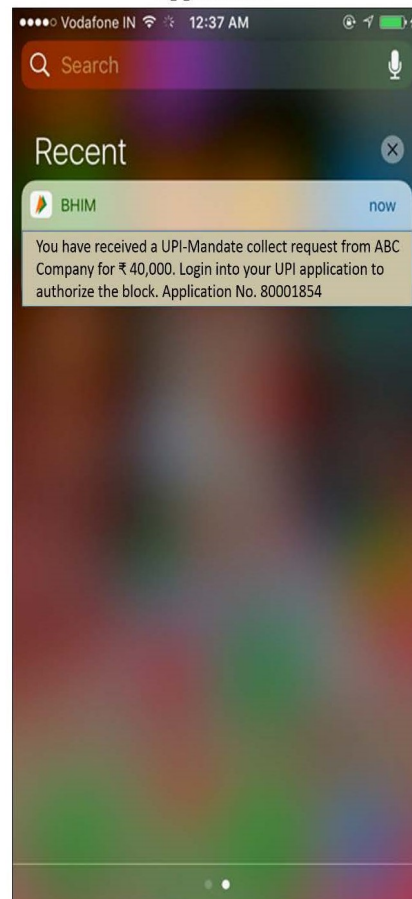 ●●●●○ Vodafone IN 12:37 AM
Search
Recent
BHIM now
You have received a UPI-Mandate collect request from ABC
Company for ₹ 40,000. Login into your UPI application to
authorize the block. Application No. 80001854